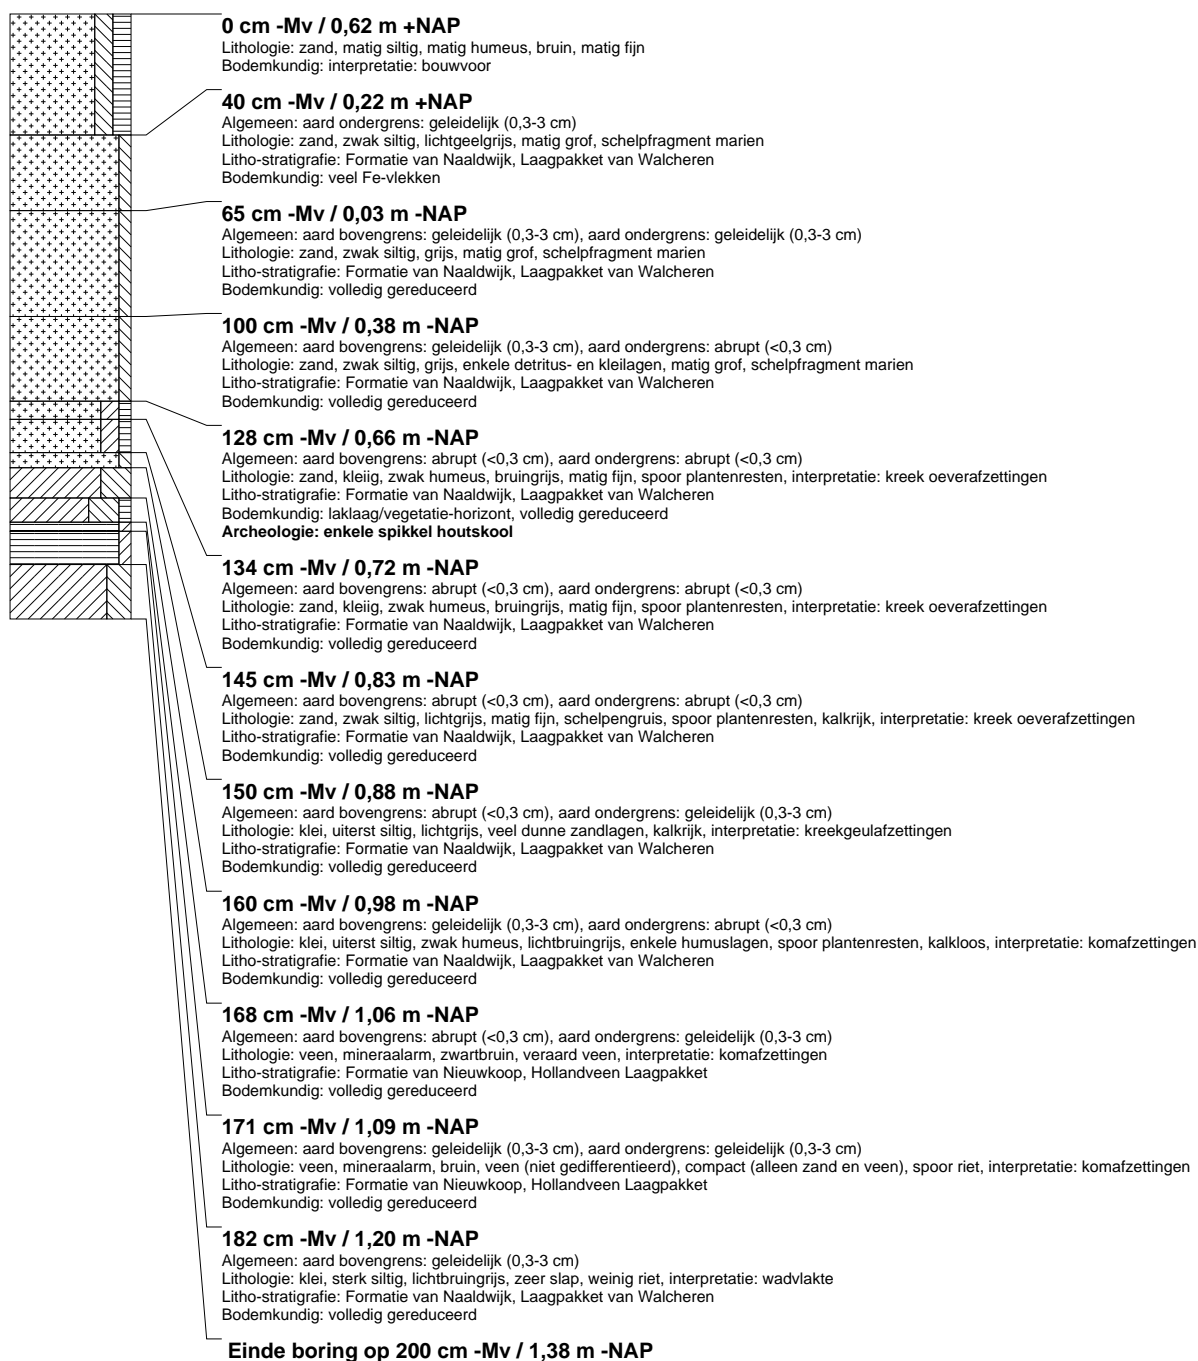 0 cm -Mv / 0,62 m +NAP
Lithologie: zand, matig siltig, matig humeus, bruin, matig fijn
Bodemkundig: interpretatie: bouwvoor
40 cm -Mv / 0,22 m +NAP
Algemeen: aard ondergrens: geleidelijk (0,3-3 cm)
Lithologie: zand, zwak siltig, lichtgeelgrijs, matig grof, schelpfragment marien
Litho-stratigrafie: Formatie van Naaldwijk, Laagpakket van Walcheren
Bodemkundig: veel Fe-vlekken
65 cm -Mv / 0,03 m -NAP
Algemeen: aard bovengrens: geleidelijk (0,3-3 cm), aard ondergrens: geleidelijk (0,3-3 cm)
Lithologie: zand, zwak siltig, grijs, matig grof, schelpfragment marien
Litho-stratigrafie: Formatie van Naaldwijk, Laagpakket van Walcheren
Bodemkundig: volledig gereduceerd
100 cm -Mv / 0,38 m -NAP
Algemeen: aard bovengrens: geleidelijk (0,3-3 cm), aard ondergrens: abrupt (<0,3 cm)
Lithologie: zand, zwak siltig, grijs, enkele detritus- en kleilagen, matig grof, schelpfragment marien
Litho-stratigrafie: Formatie van Naaldwijk, Laagpakket van Walcheren
Bodemkundig: volledig gereduceerd
128 cm -Mv / 0,66 m -NAP
Algemeen: aard bovengrens: abrupt (<0,3 cm), aard ondergrens: abrupt (<0,3 cm)
Lithologie: zand, kleiig, zwak humeus, bruingrijs, matig fijn, spoor plantenresten, interpretatie: kreek oeverafzettingen
Litho-stratigrafie: Formatie van Naaldwijk, Laagpakket van Walcheren
Bodemkundig: laklaag/vegetatie-horizont, volledig gereduceerd
Archeologie: enkele spikkel houtskool
134 cm -Mv / 0,72 m -NAP
Algemeen: aard bovengrens: abrupt (<0,3 cm), aard ondergrens: abrupt (<0,3 cm)
Lithologie: zand, kleiig, zwak humeus, bruingrijs, matig fijn, spoor plantenresten, interpretatie: kreek oeverafzettingen
Litho-stratigrafie: Formatie van Naaldwijk, Laagpakket van Walcheren
Bodemkundig: volledig gereduceerd
145 cm -Mv / 0,83 m -NAP
Algemeen: aard bovengrens: abrupt (<0,3 cm), aard ondergrens: abrupt (<0,3 cm)
Lithologie: zand, zwak siltig, lichtgrijs, matig fijn, schelpengruis, spoor plantenresten, kalkrijk, interpretatie: kreek oeverafzettingen
Litho-stratigrafie: Formatie van Naaldwijk, Laagpakket van Walcheren
Bodemkundig: volledig gereduceerd
150 cm -Mv / 0,88 m -NAP
Algemeen: aard bovengrens: abrupt (<0,3 cm), aard ondergrens: geleidelijk (0,3-3 cm)
Lithologie: klei, uiterst siltig, lichtgrijs, veel dunne zandlagen, kalkrijk, interpretatie: kreekgeulafzettingen
Litho-stratigrafie: Formatie van Naaldwijk, Laagpakket van Walcheren
Bodemkundig: volledig gereduceerd
160 cm -Mv / 0,98 m -NAP
Algemeen: aard bovengrens: geleidelijk (0,3-3 cm), aard ondergrens: abrupt (<0,3 cm)
Lithologie: klei, uiterst siltig, zwak humeus, lichtbruingrijs, enkele humuslagen, spoor plantenresten, kalkloos, interpretatie: komafzettingen
Litho-stratigrafie: Formatie van Naaldwijk, Laagpakket van Walcheren
Bodemkundig: volledig gereduceerd
168 cm -Mv / 1,06 m -NAP
Algemeen: aard bovengrens: abrupt (<0,3 cm), aard ondergrens: geleidelijk (0,3-3 cm)
Lithologie: veen, mineraalarm, zwartbruin, veraard veen, interpretatie: komafzettingen
Litho-stratigrafie: Formatie van Nieuwkoop, Hollandveen Laagpakket
Bodemkundig: volledig gereduceerd
171 cm -Mv / 1,09 m -NAP
Algemeen: aard bovengrens: geleidelijk (0,3-3 cm), aard ondergrens: geleidelijk (0,3-3 cm)
Lithologie: veen, mineraalarm, bruin, veen (niet gedifferentieerd), compact (alleen zand en veen), spoor riet, interpretatie: komafzettingen
Litho-stratigrafie: Formatie van Nieuwkoop, Hollandveen Laagpakket
Bodemkundig: volledig gereduceerd
182 cm -Mv / 1,20 m -NAP
Algemeen: aard bovengrens: geleidelijk (0,3-3 cm)
Lithologie: klei, sterk siltig, lichtbruingrijs, zeer slap, weinig riet, interpretatie: wadvlakte
Litho-stratigrafie: Formatie van Naaldwijk, Laagpakket van Walcheren
Bodemkundig: volledig gereduceerd
Einde boring op 200 cm -Mv / 1,38 m -NAP